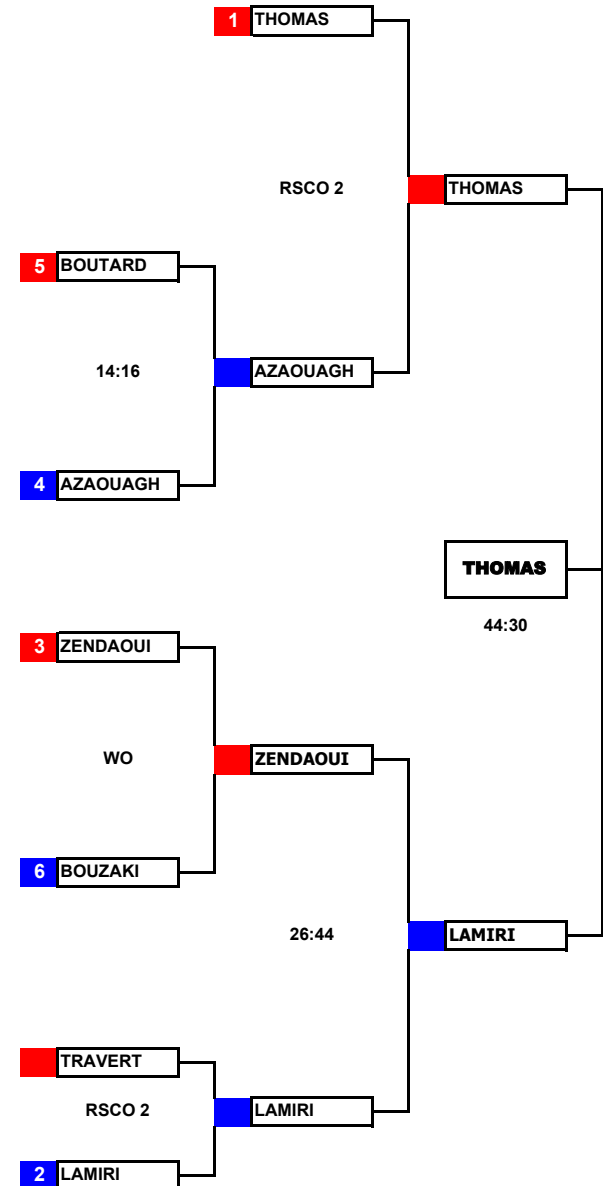 1 THOMAS
RSCO 2 THOMAS
5 BOUTARD
14:16 AZAOUAGH
4 AZAOUAGH
THOMAS
44:30
3 ZENDAOUI
WO ZENDAOUI
6 BOUZAKI
26:44 LAMIRI
TRAVERT
RSCO 2 LAMIRI
2 LAMIRI